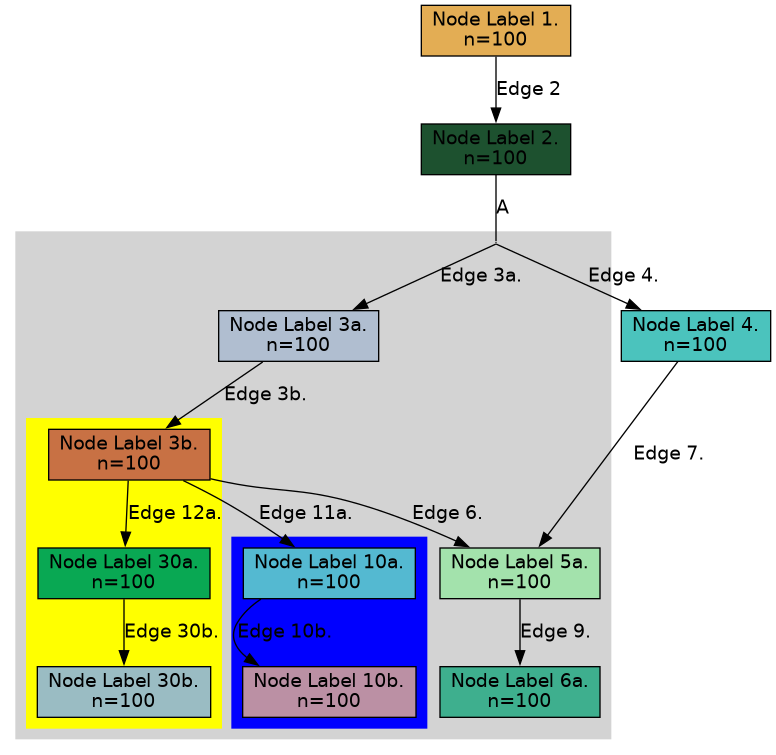 Node Label 1.
n=100
Edge 2
Node Label 2.
n=100
A
Edge 3a.
Edge 4.
Node Label 3a.
n=100
Node Label 4.
n=100
Edge 3b.
Edge 7.
Node Label 3b.
n=100
Edge 12a.
Edge 11a.
Edge 6.
Node Label 30a.
n=100
Node Label 10a.
n=100
Node Label 5a.
n=100
Edge 30b.
Edge 10b.
Edge 9.
Node Label 30b.
n=100
Node Label 10b.
n=100
Node Label 6a.
n=100